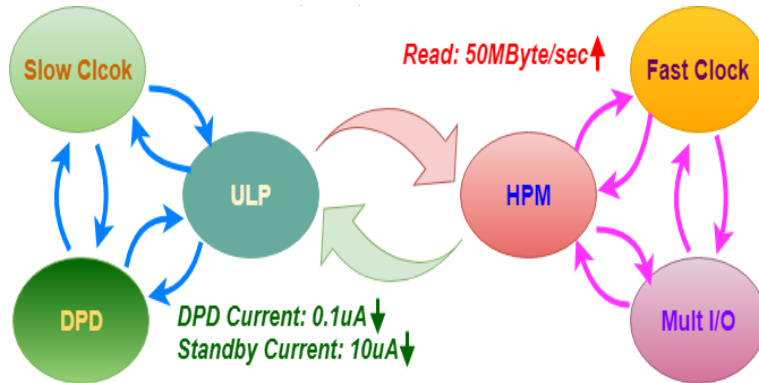 Slow Clcok
Read: 50MByte/sec
Fast Clock
ULP
HPM
DPD
DPD Current: 0.1uA
Standby Current: 10uA
Mult I/O